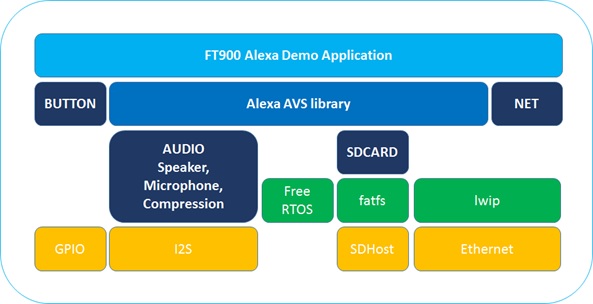 FT900 Alexa Demo Application
BUTTON
Alexa AVS library
NET
AUDIO
Speaker,
Microphone,
Compression
SDCARD
Free
RTOS
fatfs
lwip
GPIO
I2S
SDHost
Ethernet